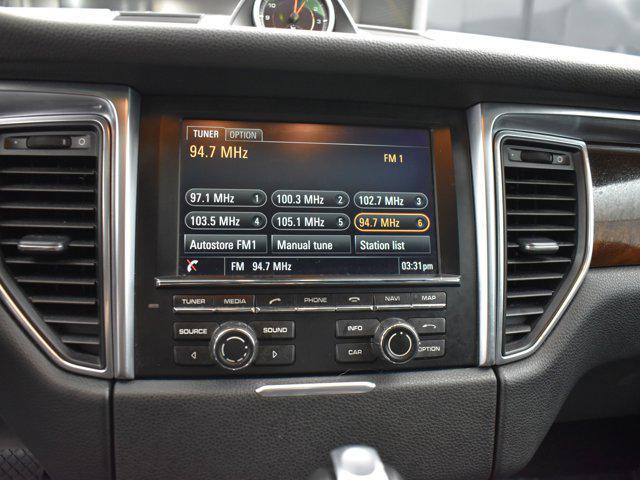 TUNER OPTION
94.7 MHz
FM 1
97.1 MHz 1 100.3 MHz 2 102.7 MHz 3
103.5 MHz 4 105.1 MHz 5 94.7 MHz 6
Autostore FM1 Manual tune Station list
FM 94.7 MHz 03:31pm
TUNER MEDIA PHONE NAVI MAP
SOURCE SOUND INFO
CAR OPTION